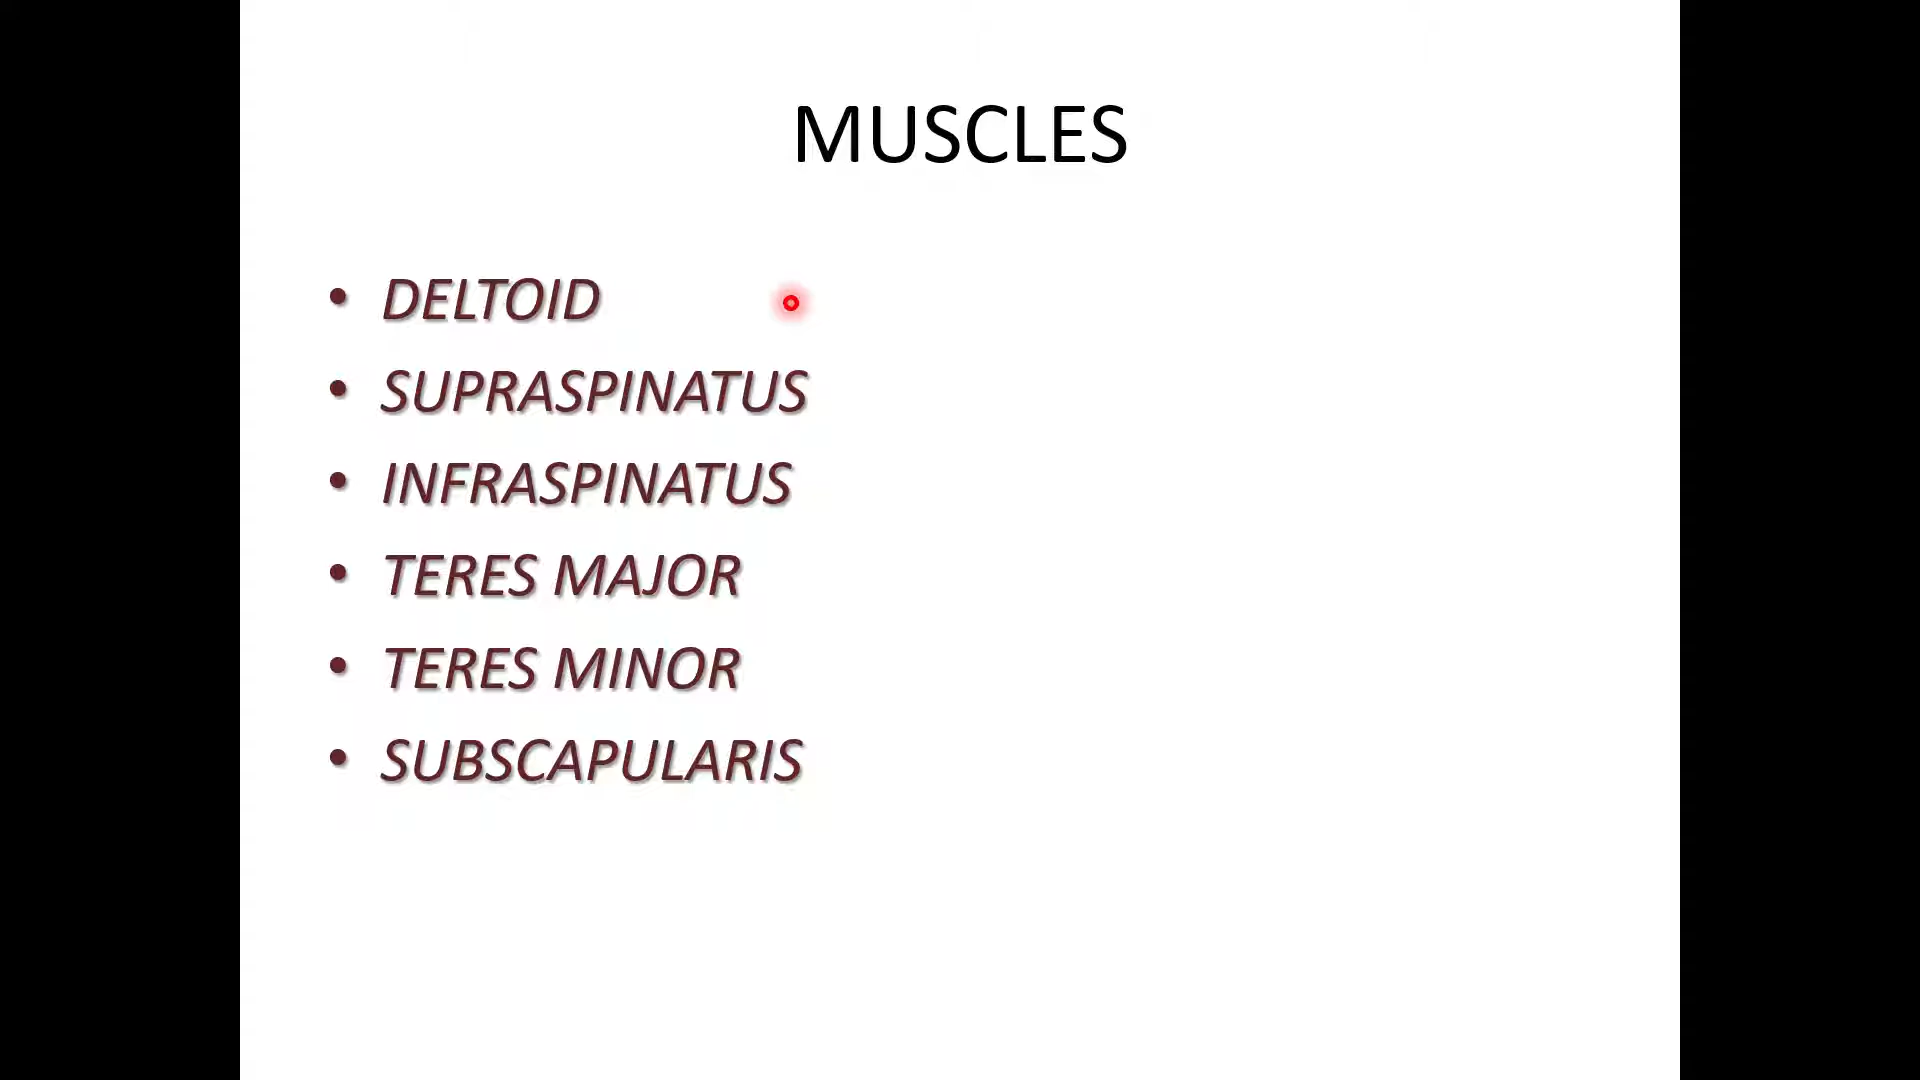 MUSCLES
• DELTOID
• SUPRASPINATUS
• INFRASPINATUS
• TERES MAJOR
• TERES MINOR
• SUBSCAPULARIS